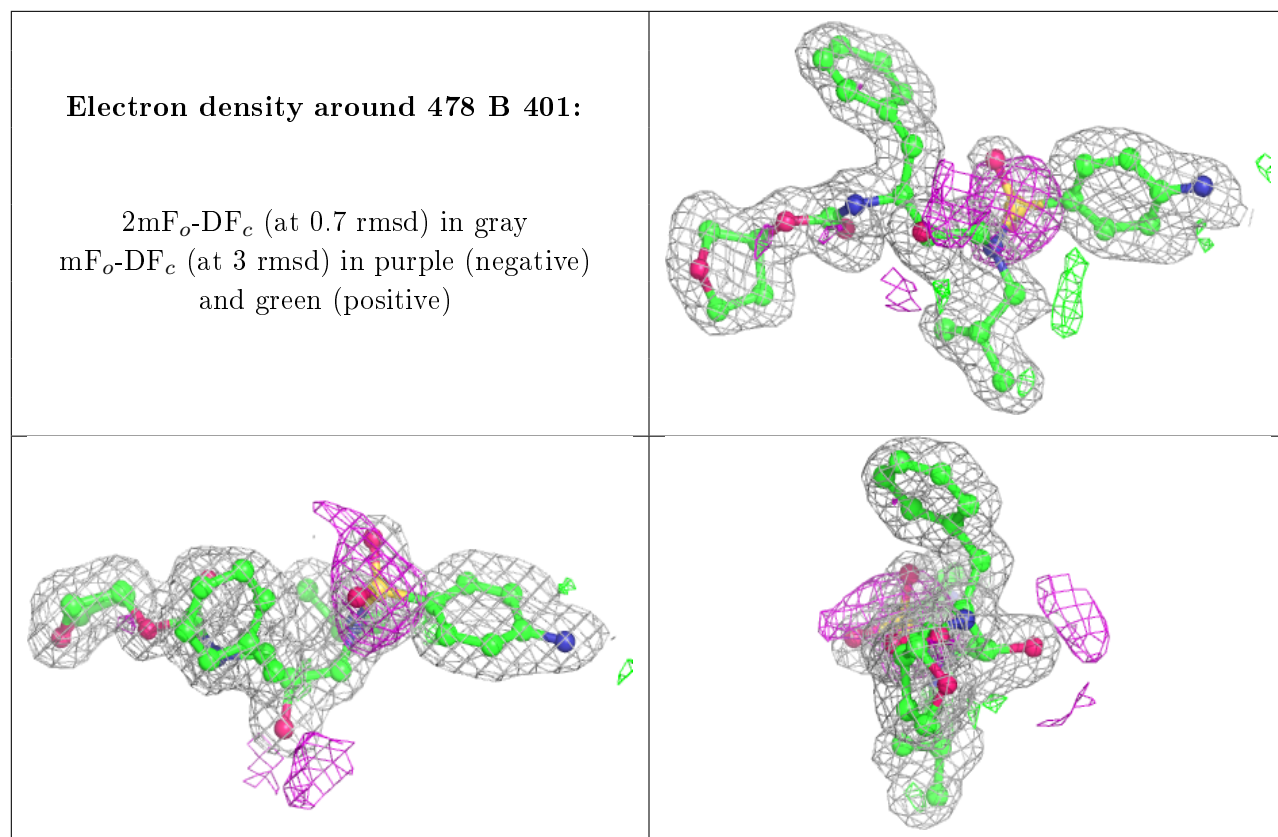 Electron density around 478 B 401:
2mFₒ-DF𝒸 (at 0.7 rmsd) in gray
mFₒ-DF𝒸 (at 3 rmsd) in purple (negative)
and green (positive)